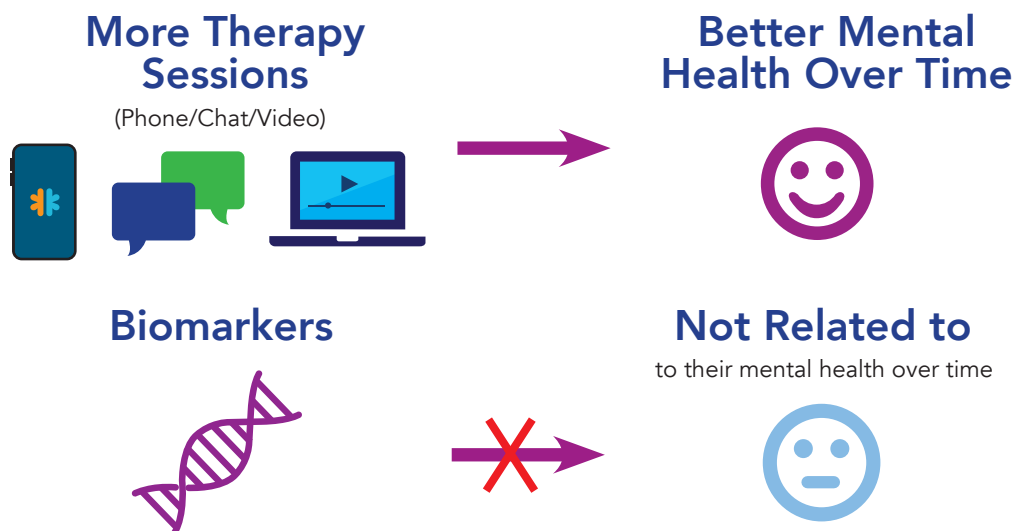 More Therapy
Sessions
(Phone/Chat/Video)
Better Mental
Health Over Time
Biomarkers
Not Related to
to their mental health over time